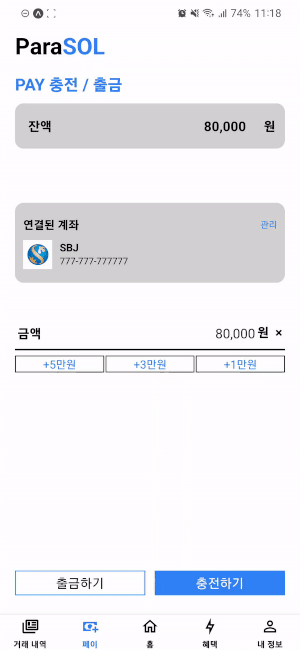 74% 11:18
ParaSOL
PAY 충전 / 출금
잔액 80,000 원
연결된 계좌 관리
SBJ
777-777-777777
금액 80,000 원 ×
+5만원 +3만원 +1만원
출금하기 충전하기
거래 내역 페이 홈 혜택 내 정보